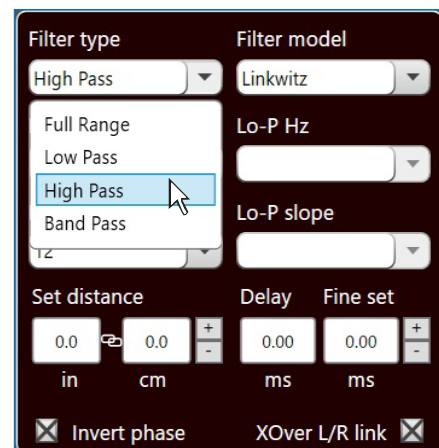 Filter type Filter model
High Pass Linkwitz
Full Range
Low Pass
High Pass
Band Pass
Lo-P Hz
Lo-P slope
12
Set distance Delay Fine set
0.0 0.0 + - 0.00 0.00 + -
in cm ms ms
Invert phase XOver L/R link